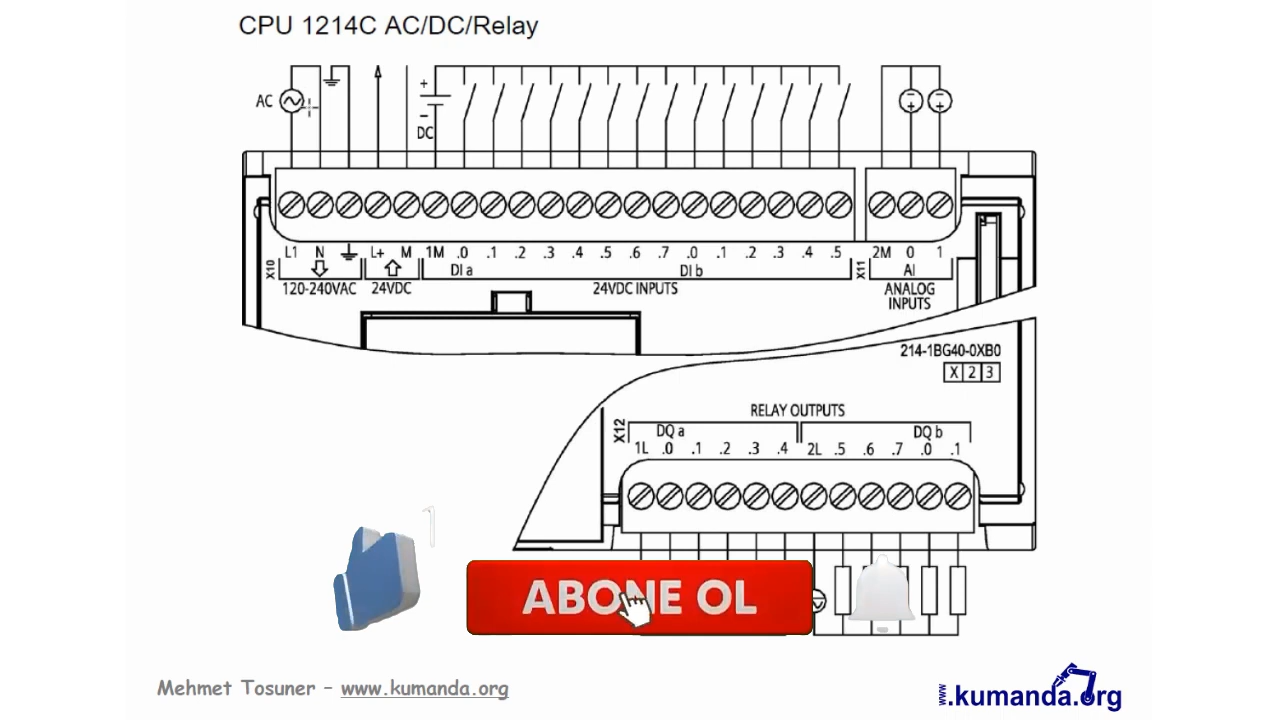 CPU 1214C AC/DC/Relay
AC
+
−
DC
L1 N L+ M 1M .0 .1 .2 .3 .4 .5 .6 .7 .0 .1 .2 .3 .4 .5 2M 0 1
X10 DI a DI b X11 AI
120-240VAC 24VDC 24VDC INPUTS ANALOG
INPUTS
214-1BG40-0XB0
X 2 3
RELAY OUTPUTS
X12 DQ a DQ b
1L .0 .1 .2 .3 .4 2L .5 .6 .7 .0 .1
1
ABONE OL
Mehmet Tosuner – www.kumanda.org
www.kumanda.org